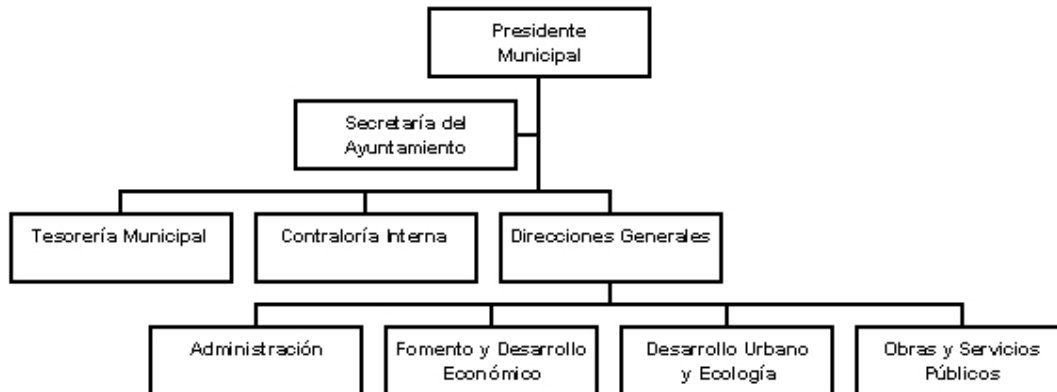 Presidente
Municipal
Secretaría del
Ayuntamiento
Tesorería Municipal
Contraloría Interna
Direcciones Generales
Administración
Fomento y Desarrollo
Económico
Desarrollo Urbano
y Ecología
Obras y Servicios
Públicos